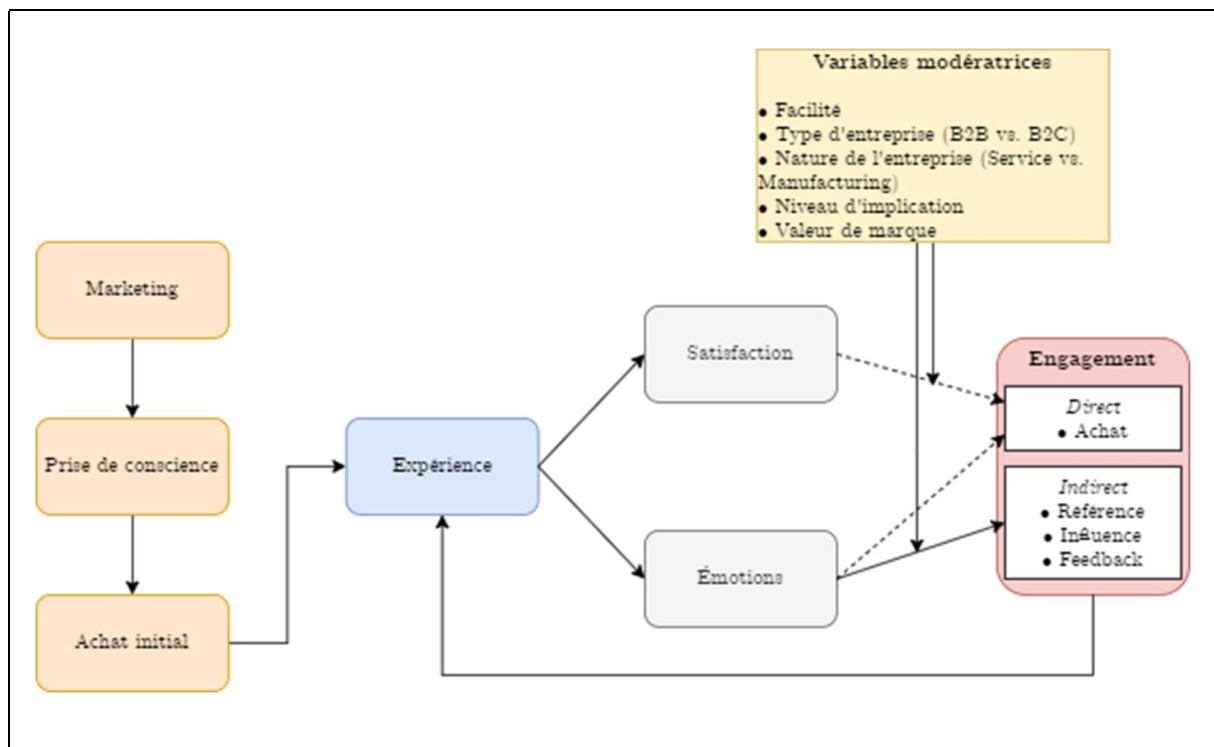 Variables modératrices
• Facilité
• Type d'entreprise (B2B vs. B2C)
• Nature de l'entreprise (Service vs.
Manufacturing)
• Niveau d'implication
• Valeur de marque
Marketing
Prise de conscience
Achat initial
Expérience
Satisfaction
Émotions
Engagement
Direct
• Achat
Indirect
• Référence
• Influence
• Feedback